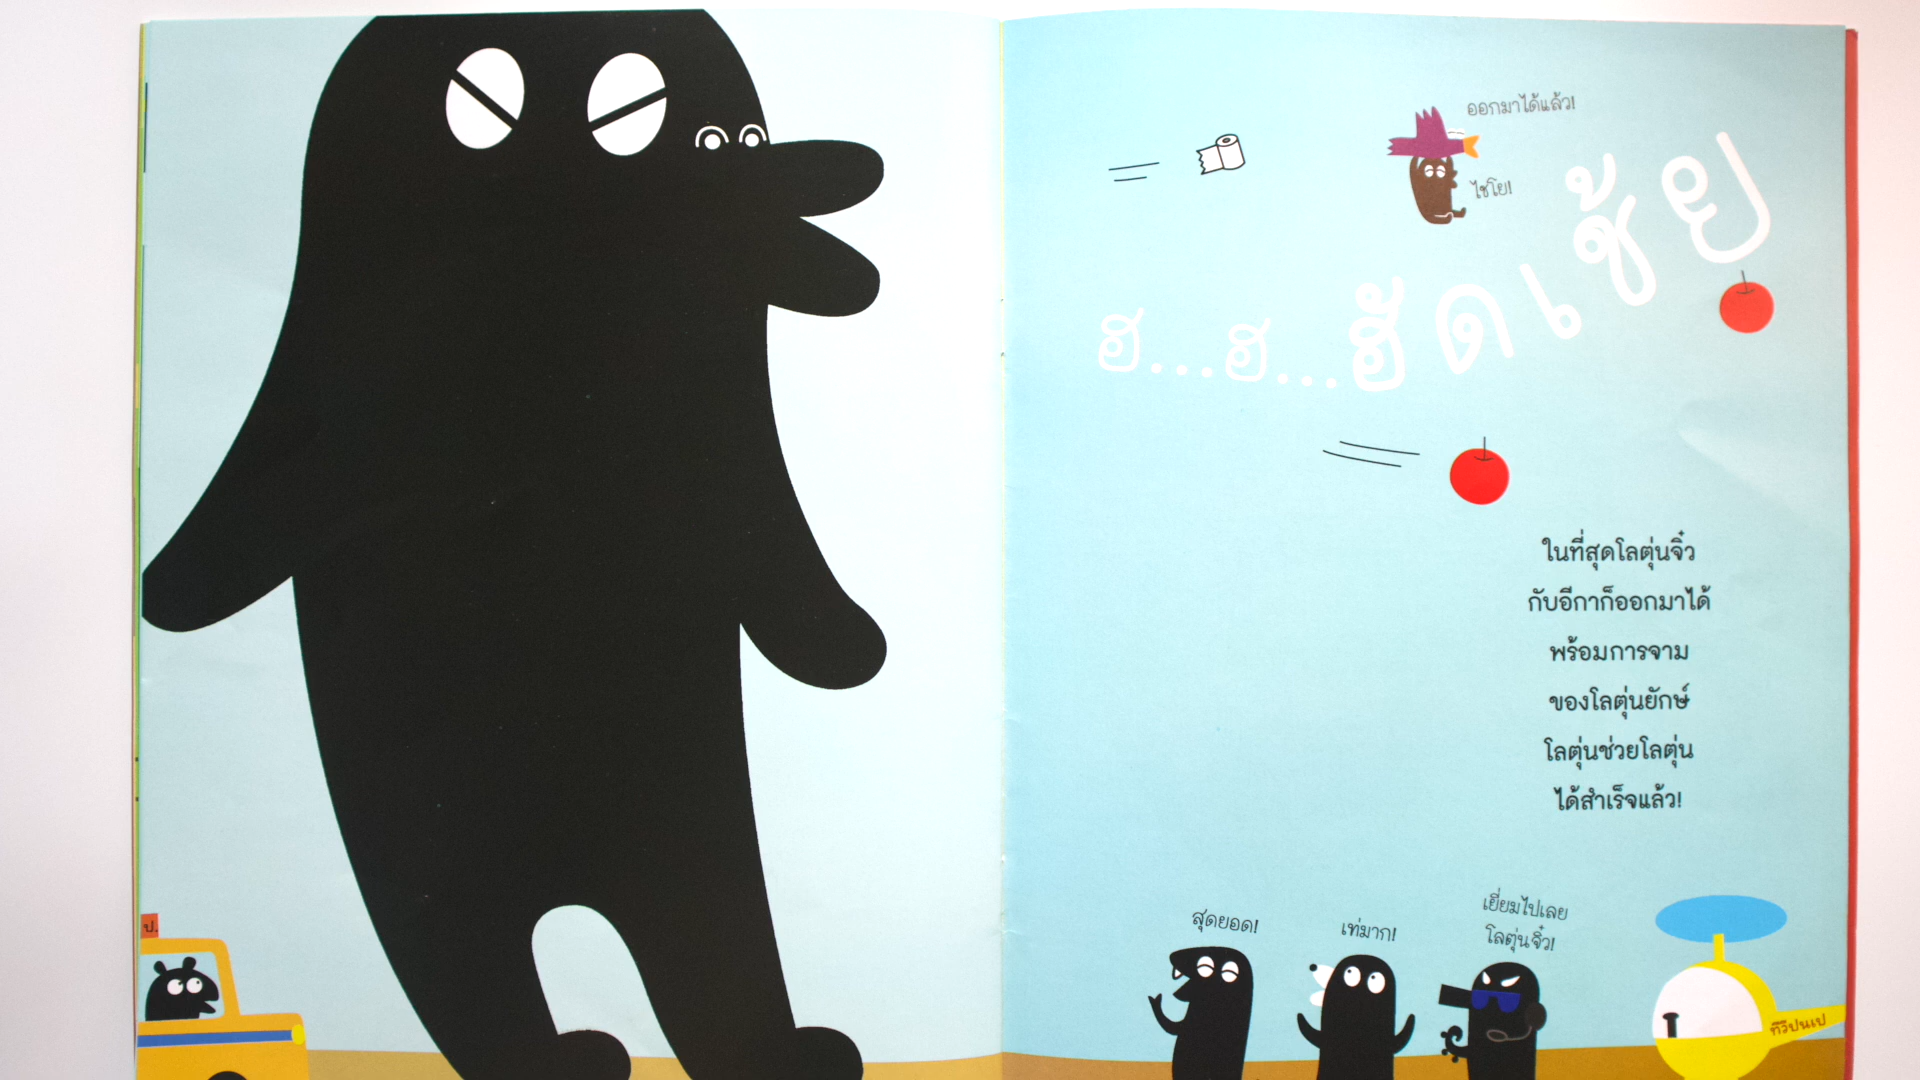 ออกมาได้แล้ว!
ไชโย!
ฮ...ฮ...ฮัดเช้ย
ในที่สุดโลตุ่นจิ๋ว
กับอีกาก็ออกมาได้
พร้อมการจาม
ของโลตุ่นยักษ์
โลตุ่นช่วยโลตุ่น
ได้สำเร็จแล้ว!
ป.
สุดยอด!
เท่มาก!
เยี่ยมไปเลย
โลตุ่นจิ๋ว!
ทีวีปนเป